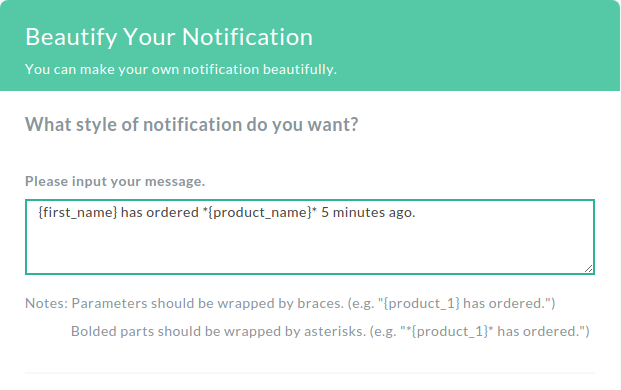 Beautify Your Notification
You can make your own notification beautifully.
What style of notification do you want?
Please input your message.
{first_name} has ordered *{product_name}* 5 minutes ago.
Notes: Parameters should be wrapped by braces. (e.g. "{product_1} has ordered.")
Bolded parts should be wrapped by asterisks. (e.g. "*{product_1}* has ordered.")